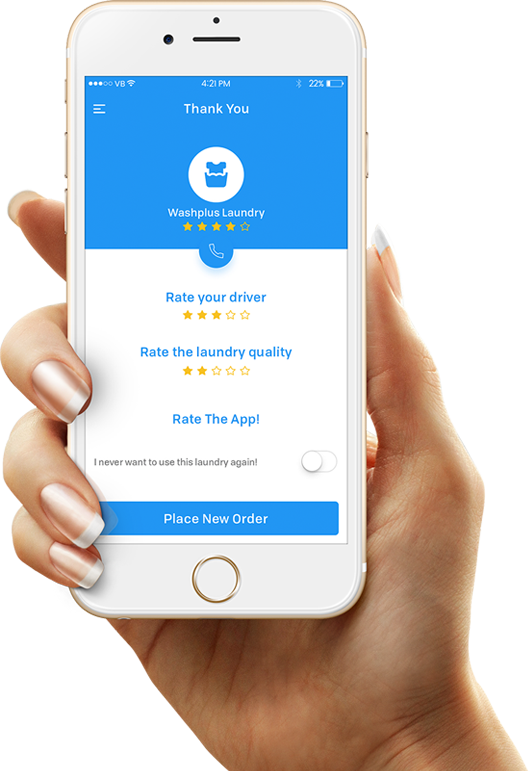 VB 4:21 PM 22%
Thank You
Washplus Laundry
Rate your driver
Rate the laundry quality
Rate The App!
I never want to use this laundry again!
Place New Order